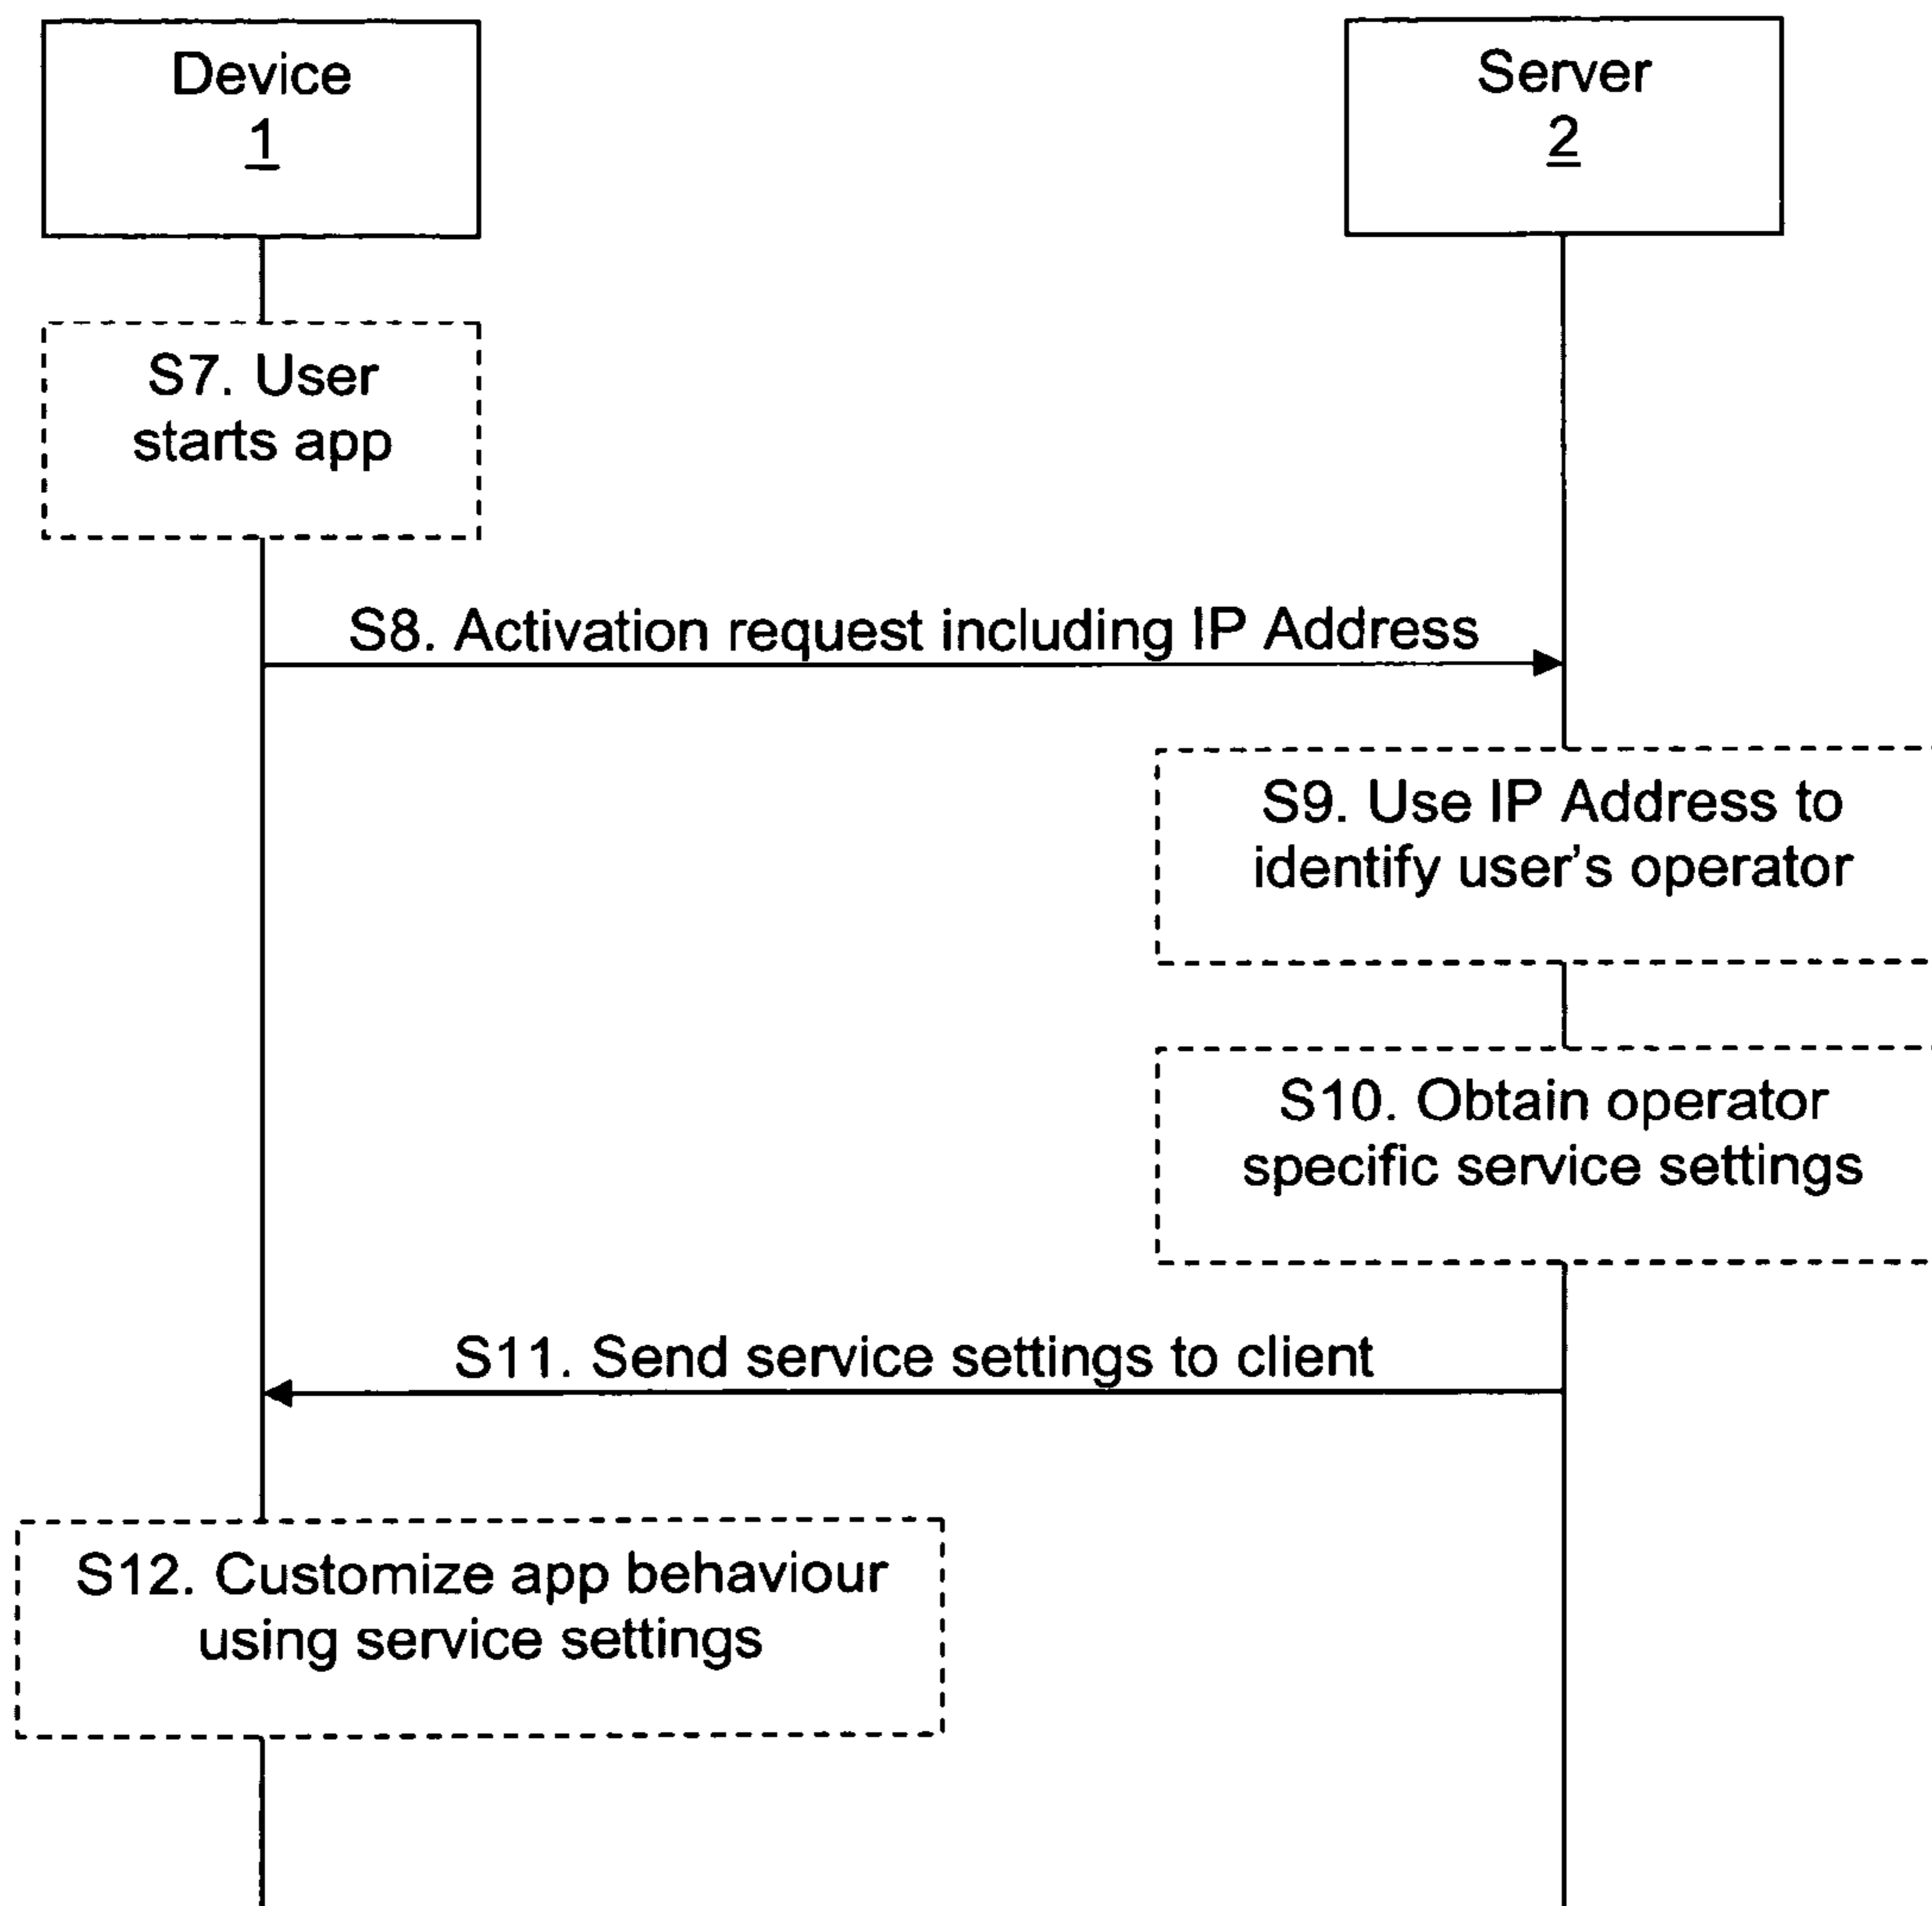 Device
1
Server
2
S7. User
starts app
S8. Activation request including IP Address
S9. Use IP Address to
identify user's operator
S10. Obtain operator
specific service settings
S11. Send service settings to client
S12. Customize app behaviour
using service settings